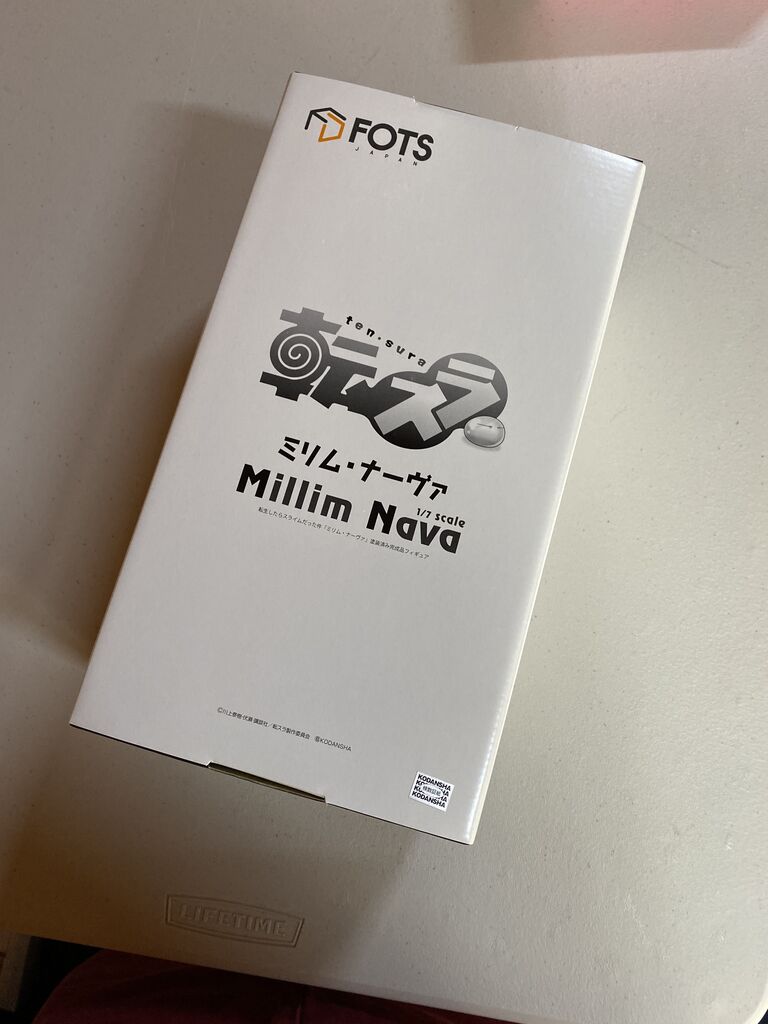 FOTS
JAPAN
ten.sura
転スラ
ミリム・ナーヴァ
Millim Nava
1/7 scale
転生したらスライムだった件「ミリム・ナーヴァ」塗装済み完成品フィギュア
©川上泰樹・伏瀬・講談社／転スラ製作委員会 ®KODANSHA
KODANSHA
KODANSHA
LIFETIME